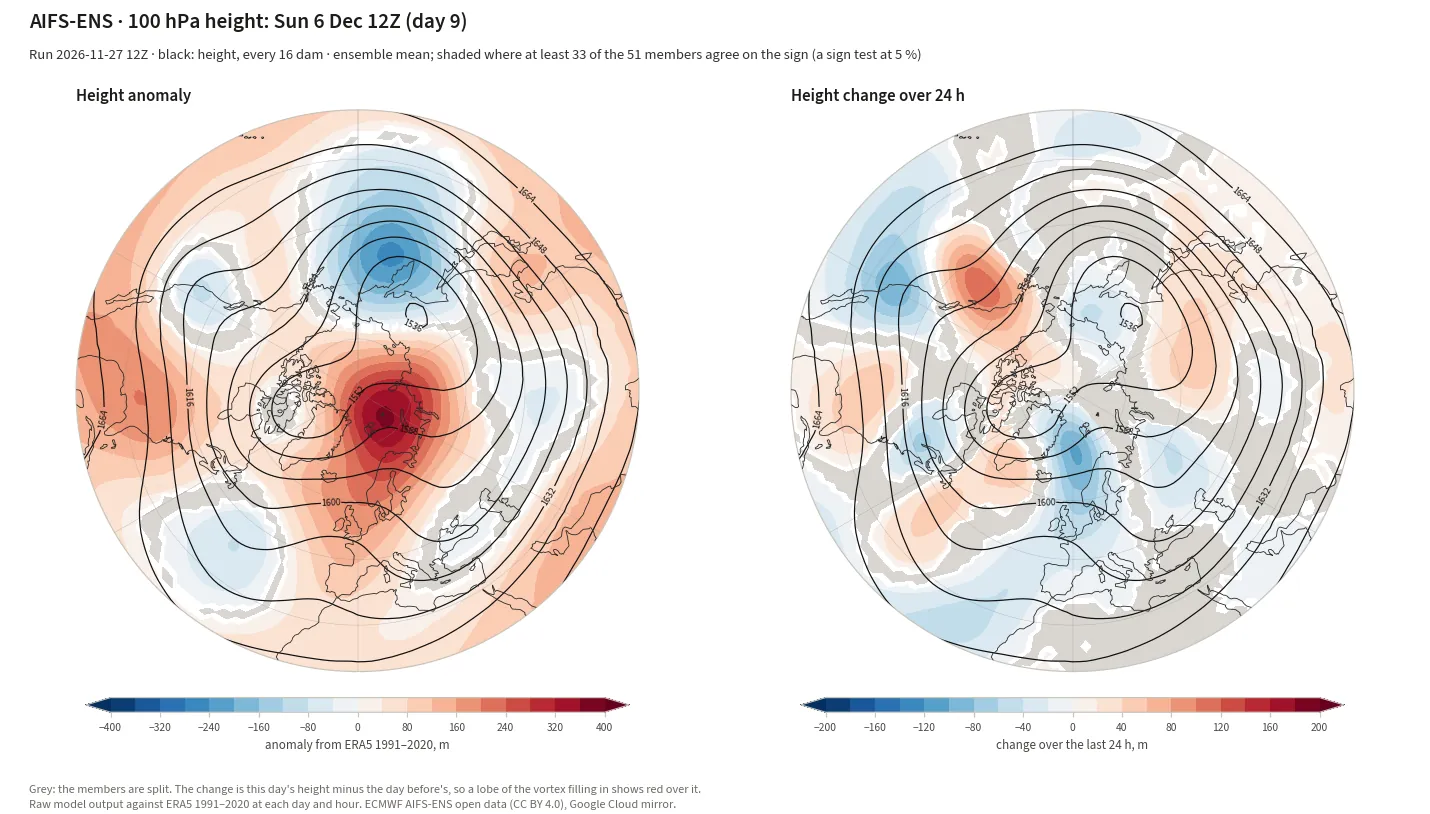 AIFS-ENS · 100 hPa height: Sun 6 Dec 12Z (day 9)
Run 2026-11-27 12Z · black: height, every 16 dam · ensemble mean; shaded where at least 33 of the 51 members agree on the sign (a sign test at 5 %)
Height anomaly
Height change over 24 h
1664
1648
1536
1552
1616
1664
1600
1632
1664
1648
1536
1552
1616
1664
1600
1632
−400 −320 −240 −160 −80 0 80 160 240 320 400
anomaly from ERA5 1991–2020, m
−200 −160 −120 −80 −40 0 40 80 120 160 200
change over the last 24 h, m
Grey: the members are split. The change is this day's height minus the day before's, so a lobe of the vortex filling in shows red over it.
Raw model output against ERA5 1991–2020 at each day and hour. ECMWF AIFS-ENS open data (CC BY 4.0), Google Cloud mirror.